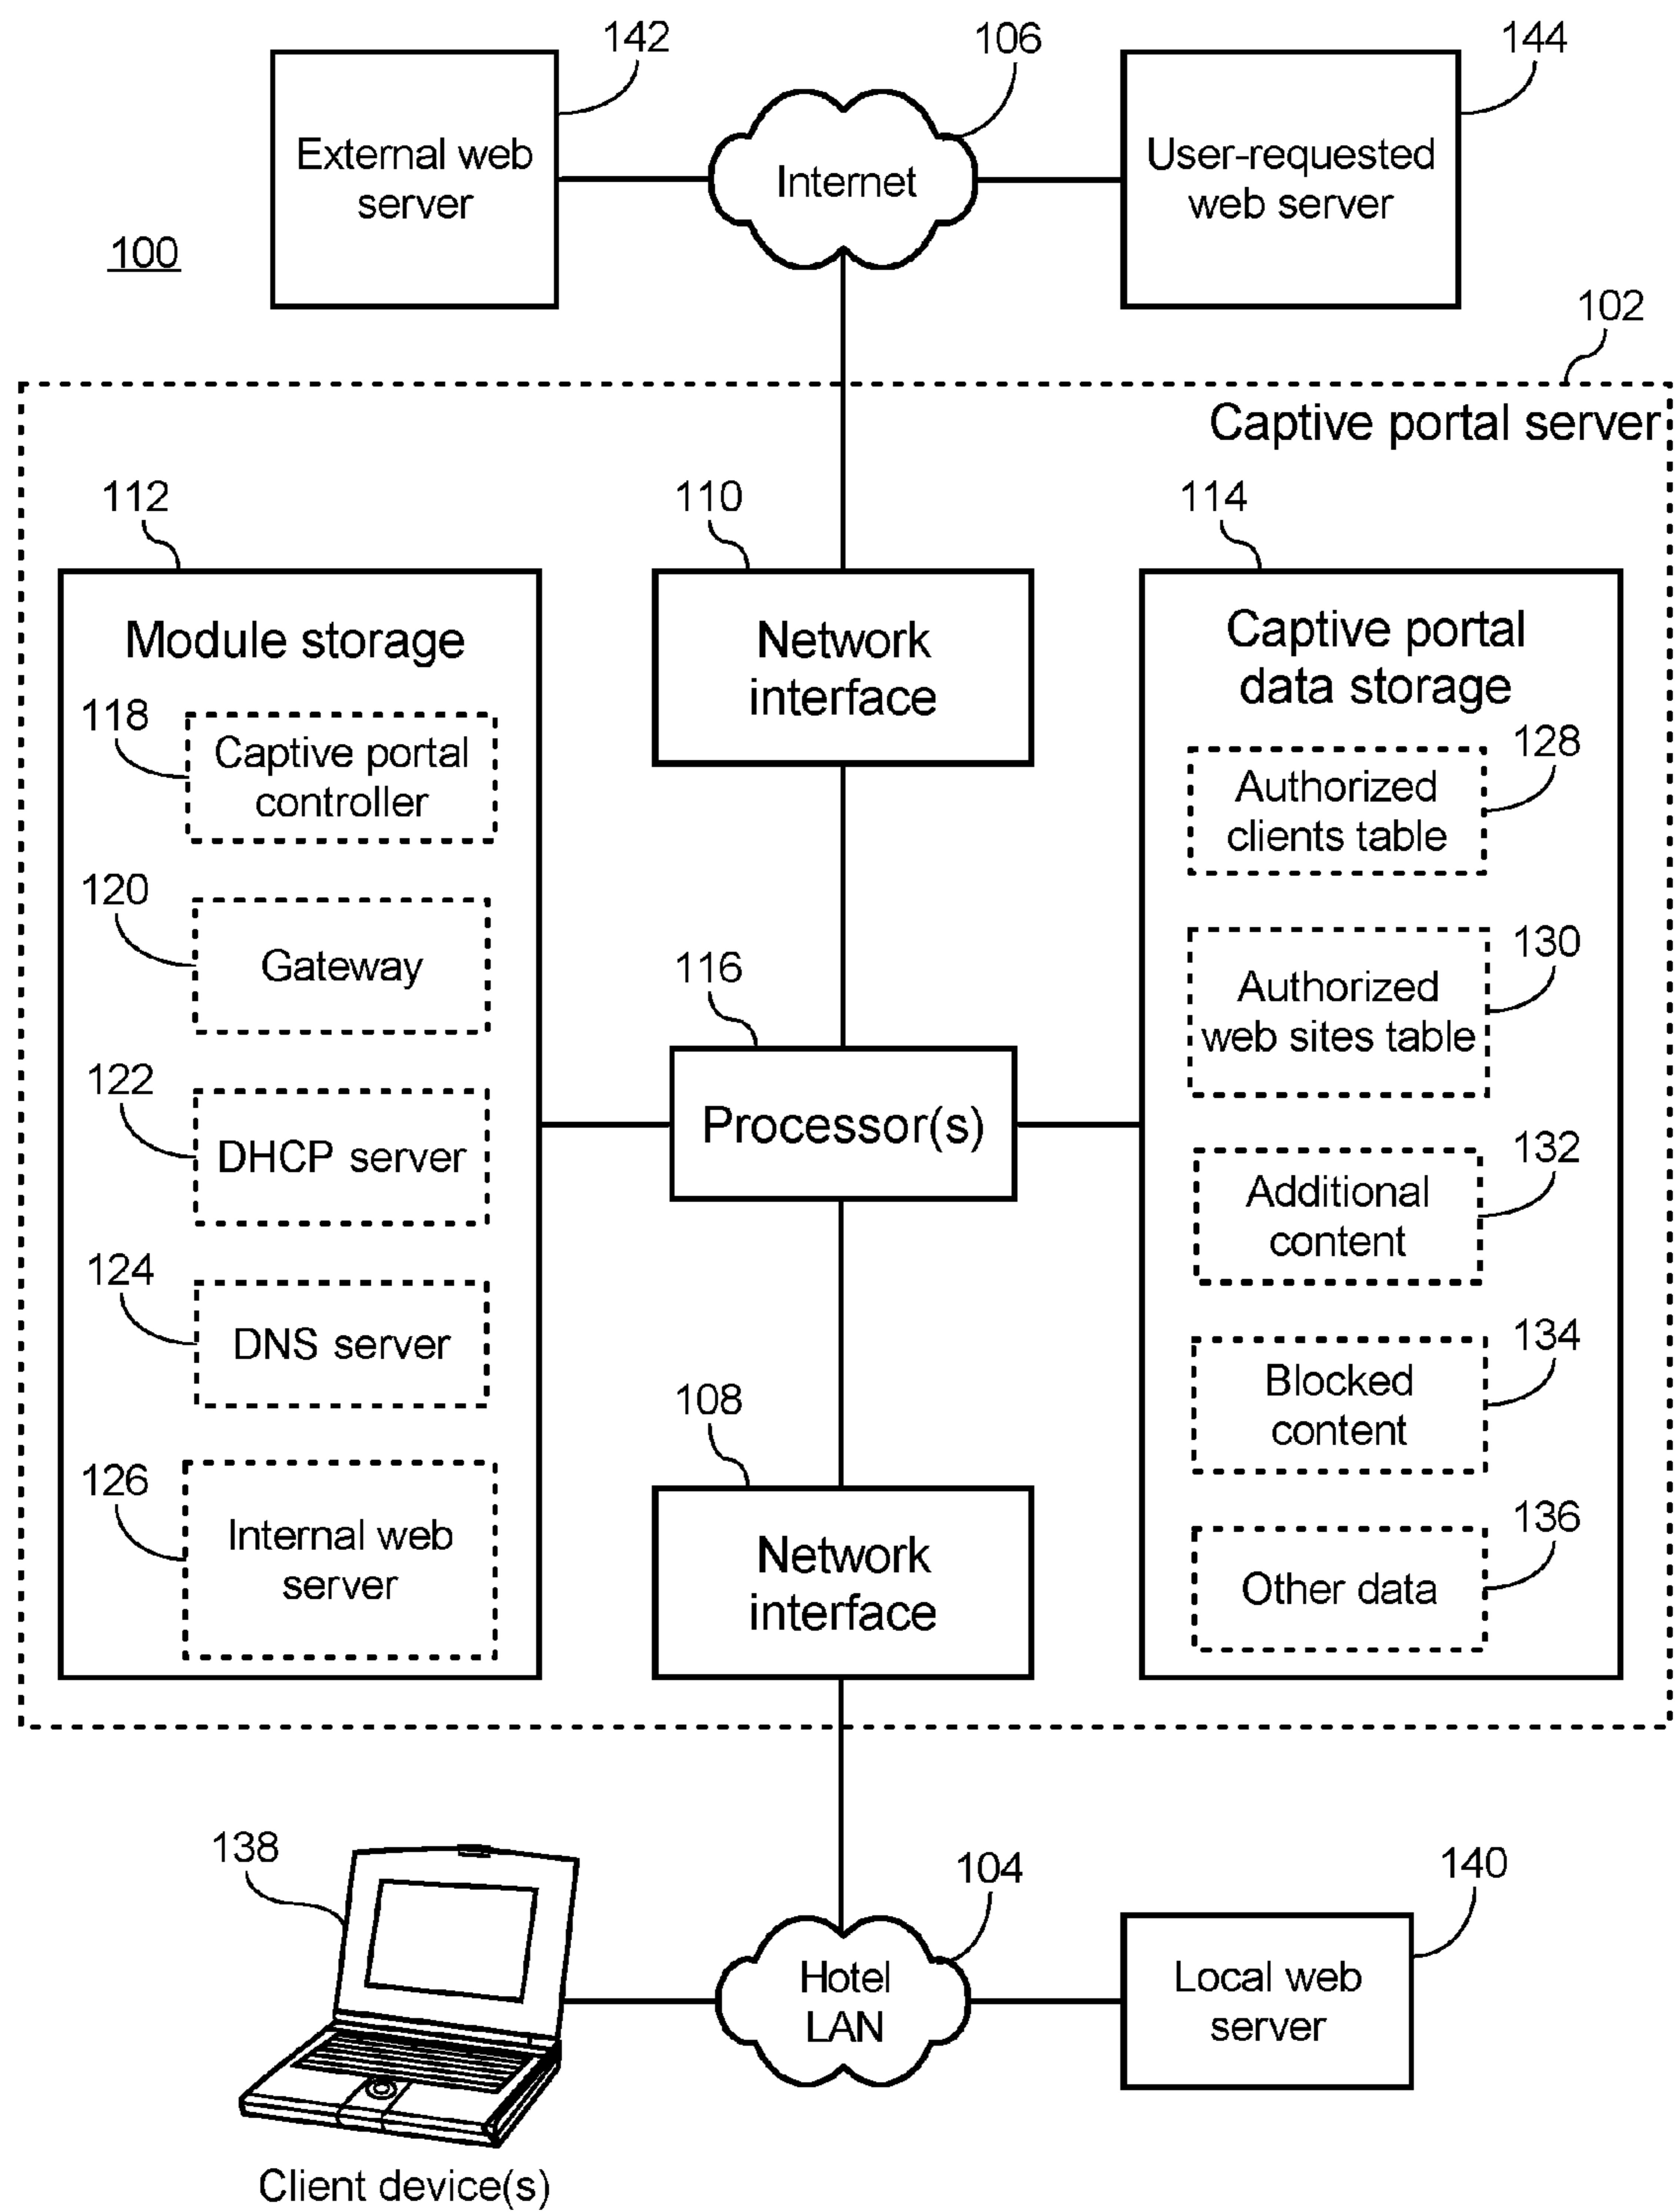 142
106
144
External web
server
Internet
User-requested
web server
100
102
Captive portal server
112
110
114
Module storage
Network
interface
Captive portal
data storage
118
Captive portal
controller
128
Authorized
clients table
120
Gateway
116
130
Authorized
web sites table
122
DHCP server
Processor(s)
132
Additional
content
124
DNS server
108
134
Blocked
content
126
Internal web
server
Network
interface
136
Other data
138
104
140
Hotel
LAN
Local web
server
Client device(s)